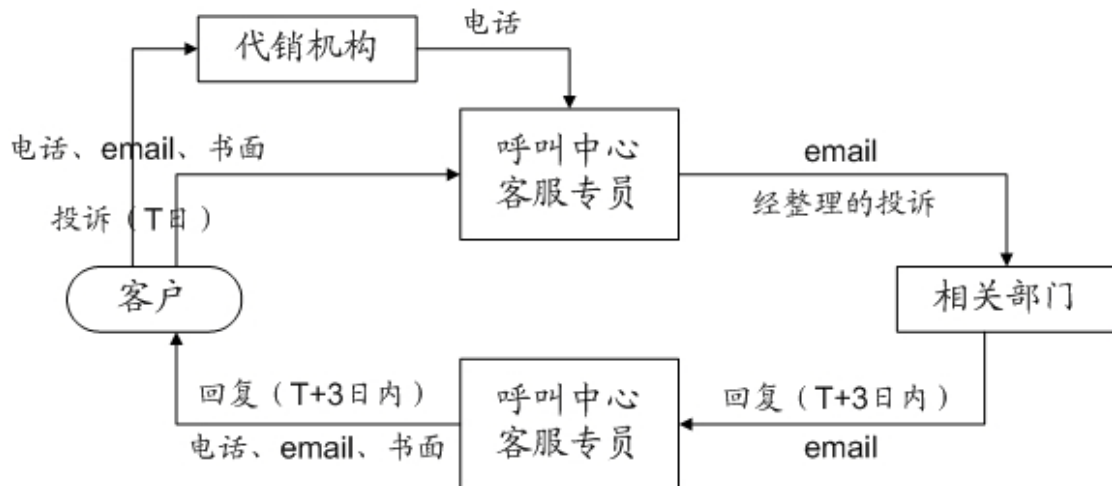 代销机构
电话
电话、email、书面
呼叫中心
客服专员
email
经整理的投诉
投诉（T日）
客户
相关部门
回复（T+3日内）
电话、email、书面
呼叫中心
客服专员
回复（T+3日内）
email